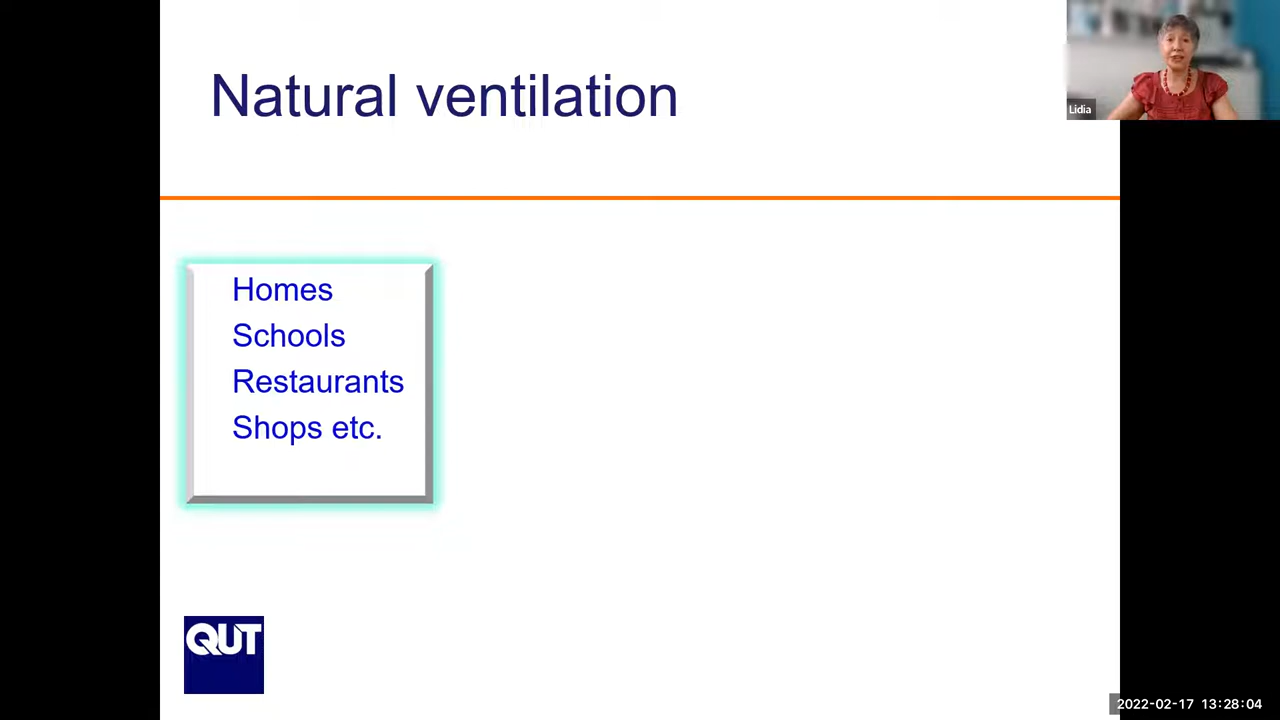 Natural ventilation
Lidia
Homes
Schools
Restaurants
Shops etc.
QUT
2022-02-17 13:28:04